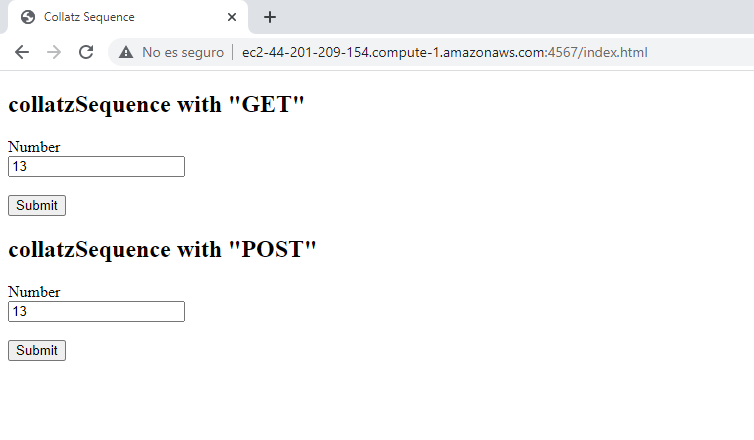 Collatz Sequence
No es seguro ec2-44-201-209-154.compute-1.amazonaws.com:4567/index.html
collatzSequence with "GET"
Number
13
Submit
collatzSequence with "POST"
Number
13
Submit